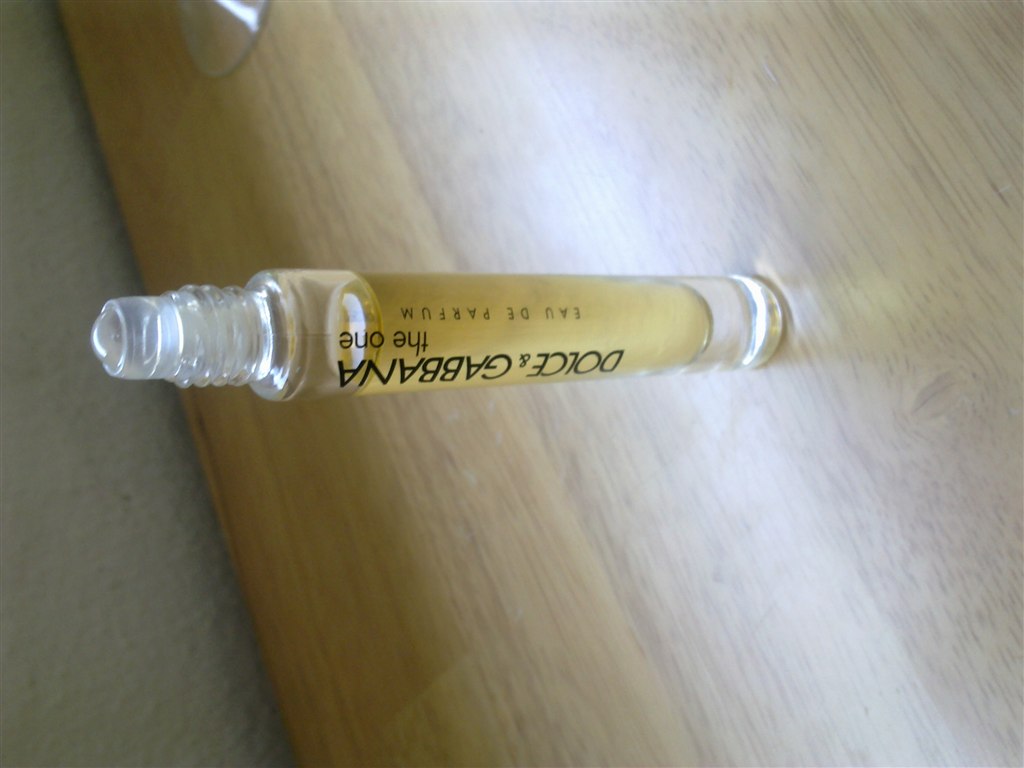 DOLCE & GABBANA
the one
EAU DE PARFUM